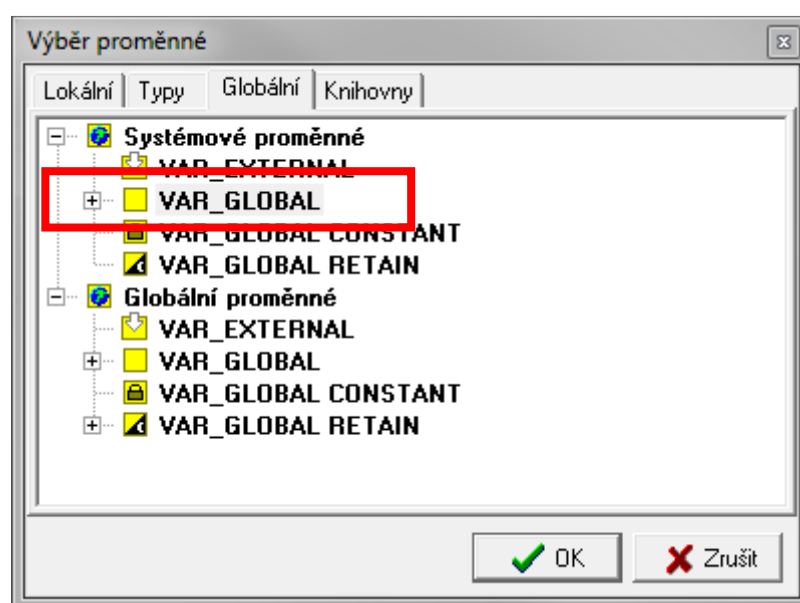 Výběr proměnné
Lokální Typy Globální Knihovny
Systémové proměnné
VAR_EXTERNAL
VAR_GLOBAL
VAR_GLOBAL CONSTANT
VAR_GLOBAL RETAIN
Globální proměnné
VAR_EXTERNAL
VAR_GLOBAL
VAR_GLOBAL CONSTANT
VAR_GLOBAL RETAIN
OK Zrušit